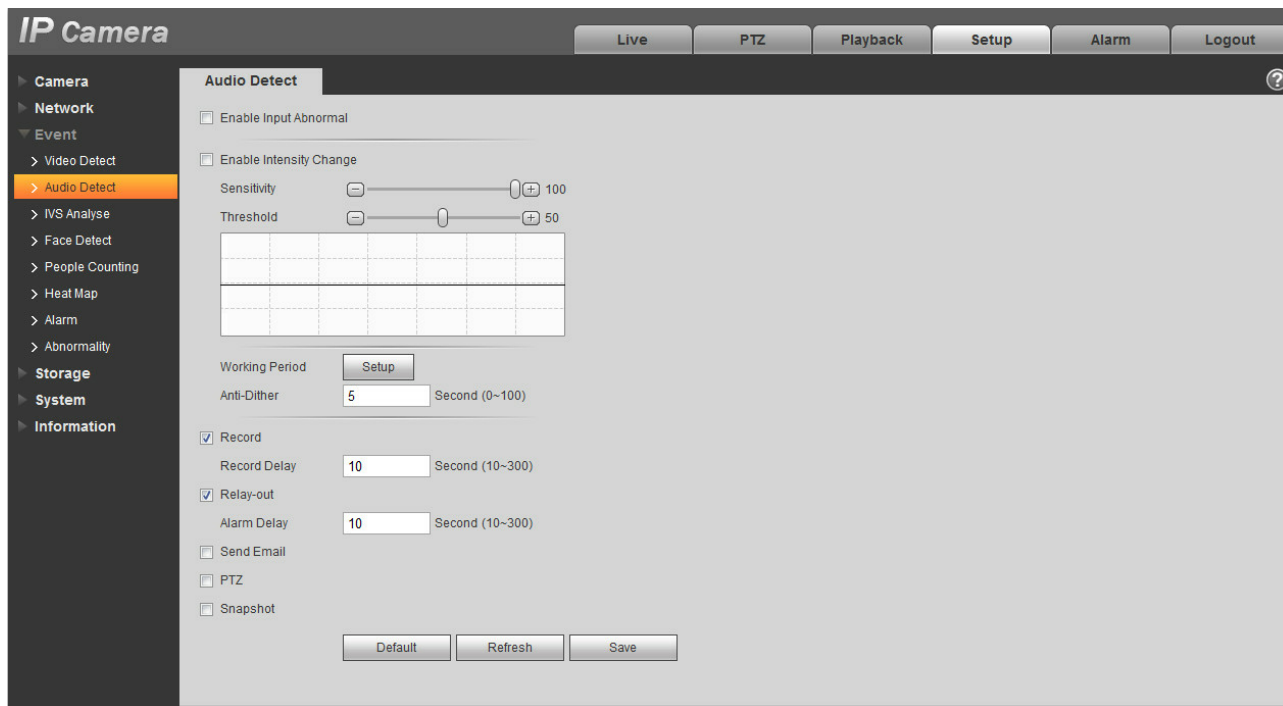 IP Camera
Live PTZ Playback Setup Alarm Logout
Camera
Network
Event
Video Detect
Audio Detect
IVS Analyse
Face Detect
People Counting
Heat Map
Alarm
Abnormality
Storage
System
Information
Audio Detect
?
Enable Input Abnormal
Enable Intensity Change
Sensitivity 100
Threshold 50
Working Period Setup
Anti-Dither 5 Second (0~100)
Record
Record Delay 10 Second (10~300)
Relay-out
Alarm Delay 10 Second (10~300)
Send Email
PTZ
Snapshot
Default Refresh Save